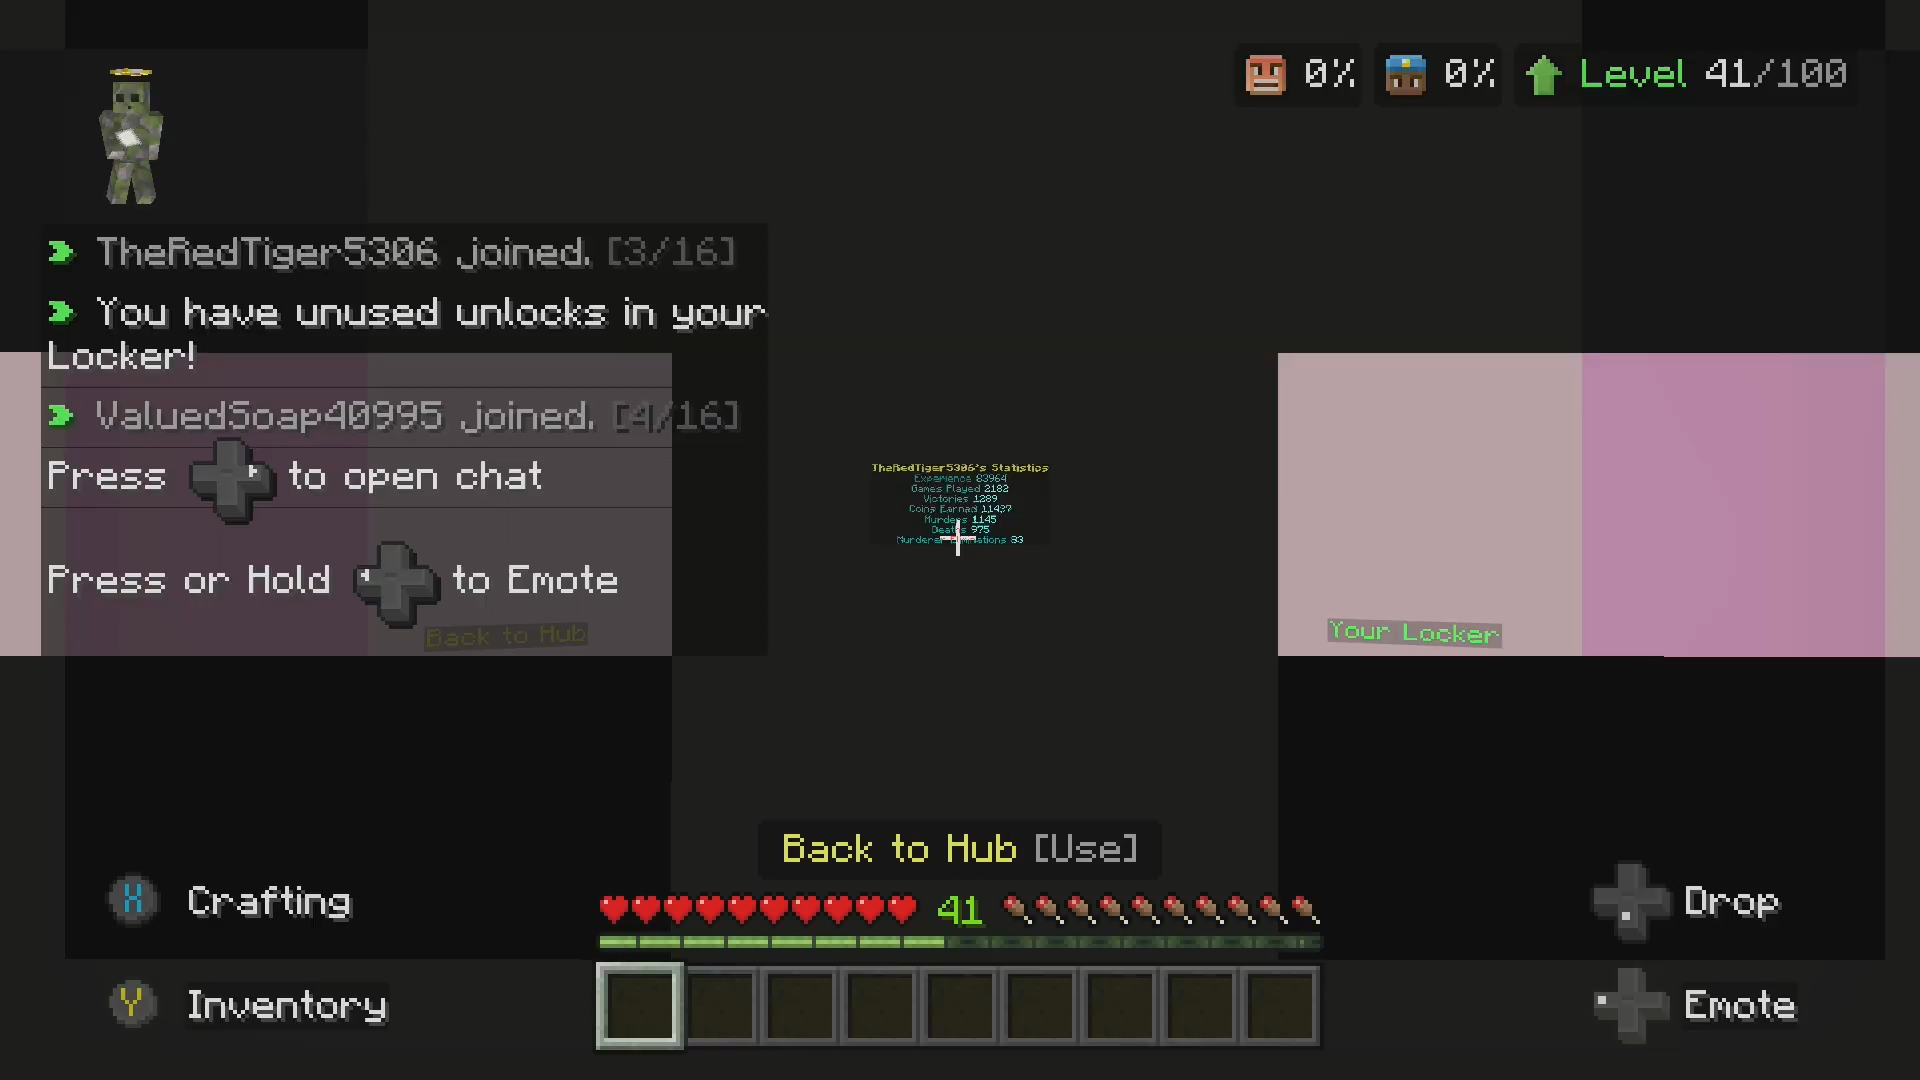 0% 0% Level 41/100
TheRedTiger5306 joined. [3/16]
You have unused unlocks in your
Locker!
ValuedSoap40995 joined. [4/16]
Press to open chat
Press or Hold to Emote
Back to Hub
TheRedTiger5306's Statistics
Experience 83964
Games Played 2182
Victories 1289
Coins Earned 11437
Murders 1145
Deaths 975
83
Your Locker
Back to Hub [Use]
X Crafting
41
Drop
Y Inventory
Emote